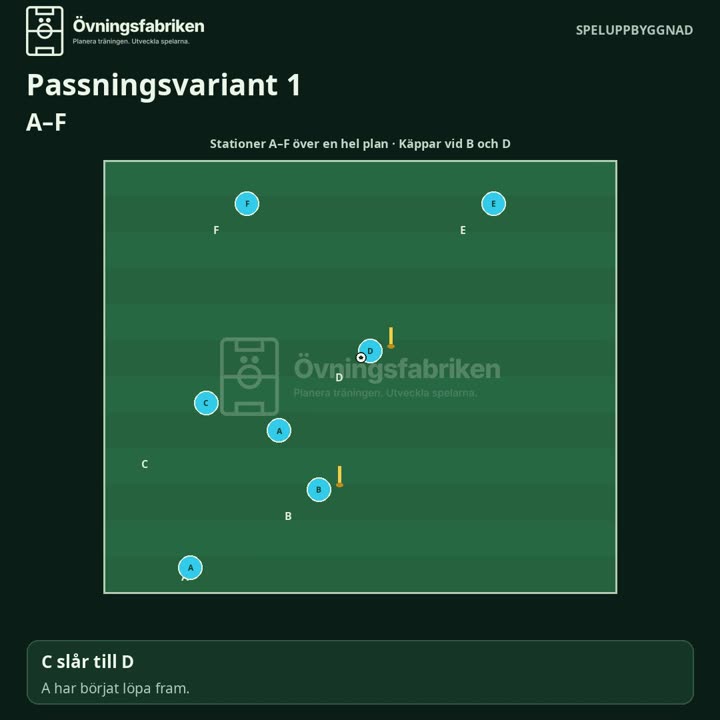 Övningsfabriken
Planera träningen. Utveckla spelarna.
SPELUPPBYGGNAD
Passningsvariant 1
A–F
Stationer A–F över en hel plan · Käppar vid B och D
F
E
F
E
D
Övningsfabriken
D
Planera träningen. Utveckla spelarna.
C
A
C
B
B
A
C slår till D
A har börjat löpa fram.